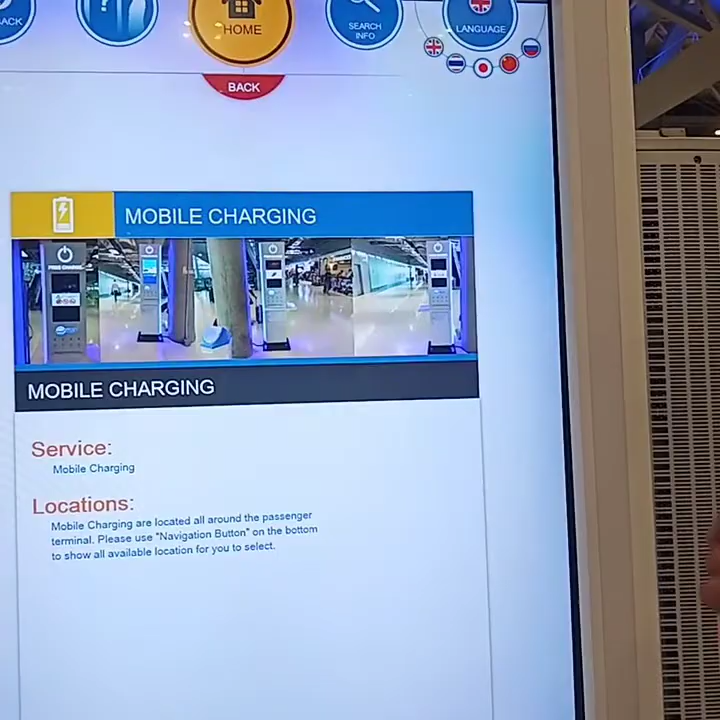 ACK
HOME
SEARCH
INFO
LANGUAGE
BACK
MOBILE CHARGING
MOBILE CHARGING
Service:
Mobile Charging
Locations:
Mobile Charging are located all around the passenger
terminal. Please use "Navigation Button" on the bottom
to show all available location for you to select.